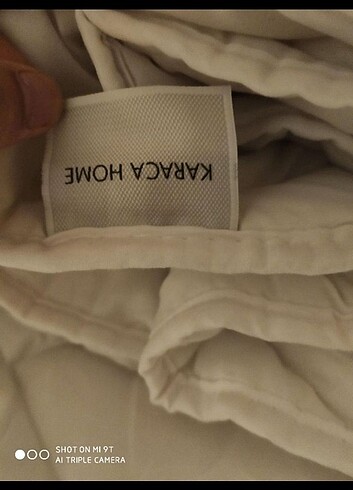 KARACA HOME
SHOT ON MI 9T
AI TRIPLE CAMERA